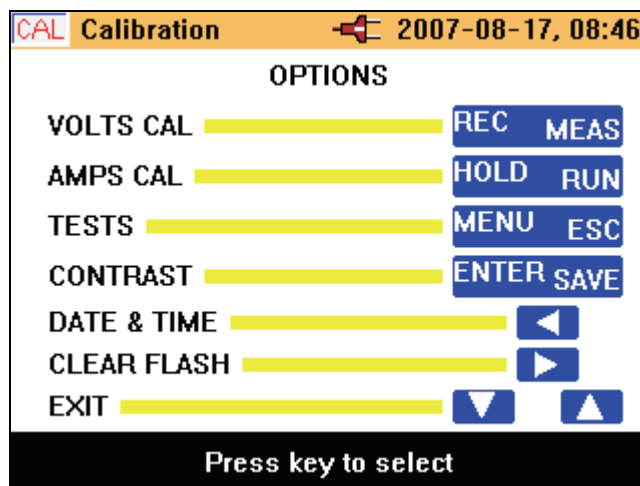 CAL Calibration 2007-08-17, 08:46
OPTIONS
VOLTS CAL REC MEAS
AMPS CAL HOLD RUN
TESTS MENU ESC
CONTRAST ENTER SAVE
DATE & TIME
CLEAR FLASH
EXIT
Press key to select